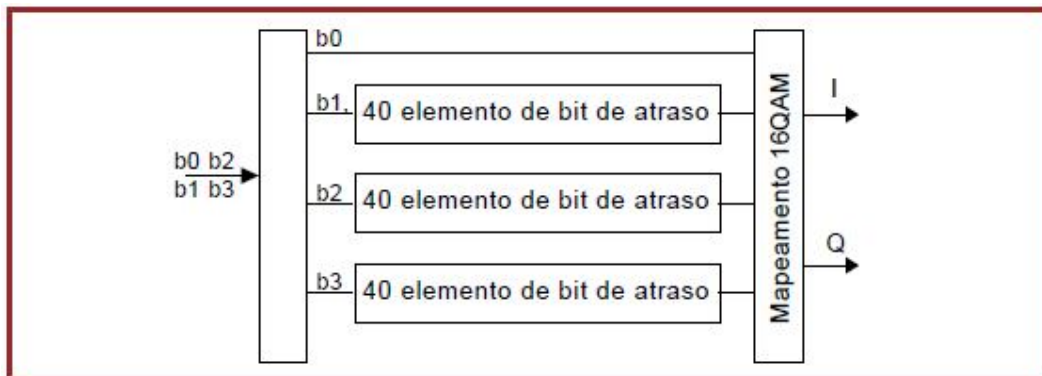 b0
b1, 40 elemento de bit de atraso
b0 b2
b1 b3
b2 40 elemento de bit de atraso
b3 40 elemento de bit de atraso
Mapeamento 16QAM
I
Q